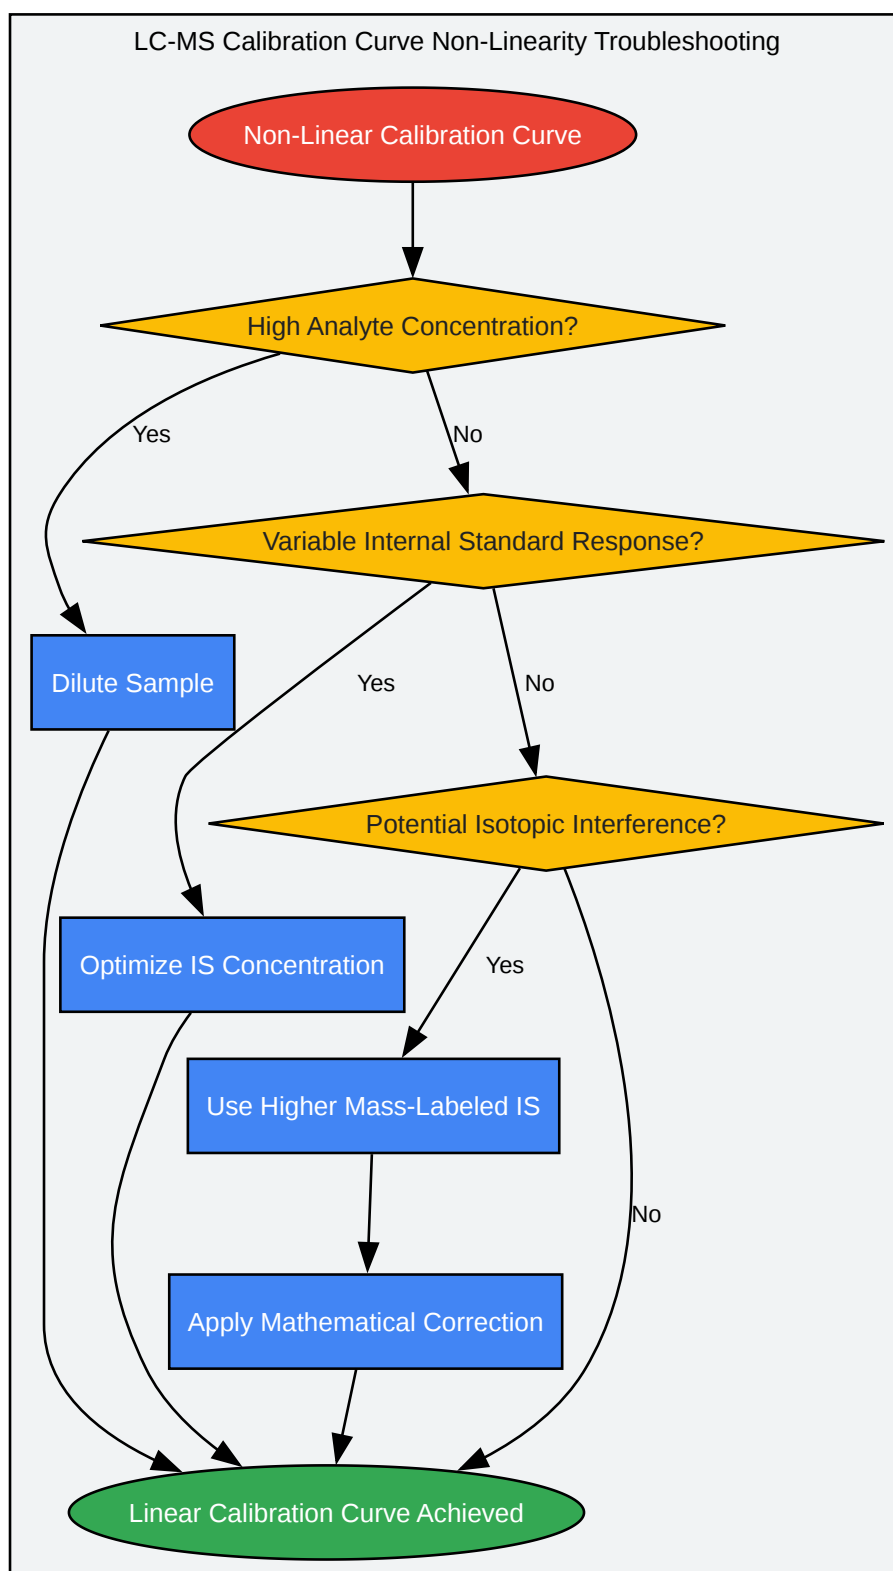 LC-MS Calibration Curve Non-Linearity Troubleshooting
Non-Linear Calibration Curve
High Analyte Concentration?
Yes
No
Variable Internal Standard Response?
Dilute Sample
Yes
No
Potential Isotopic Interference?
Optimize IS Concentration
Yes
Use Higher Mass-Labeled IS
No
Apply Mathematical Correction
Linear Calibration Curve Achieved